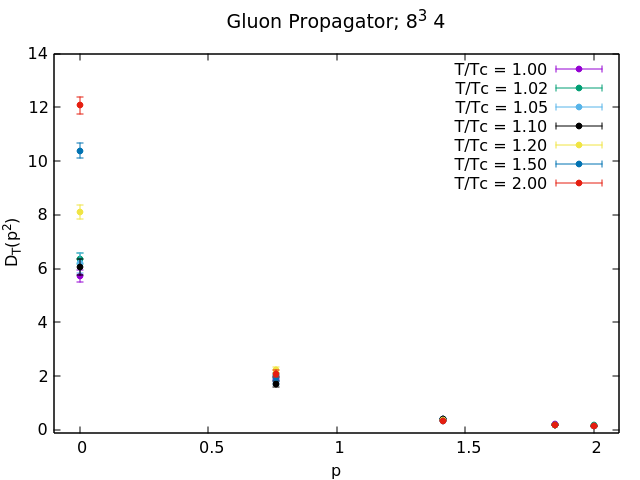 Gluon Propagator; 8³ 4
14
12
10
8
6
4
2
0
D_T(p²)
T/Tc = 1.00
T/Tc = 1.02
T/Tc = 1.05
T/Tc = 1.10
T/Tc = 1.20
T/Tc = 1.50
T/Tc = 2.00
0 0.5 1 1.5 2
p